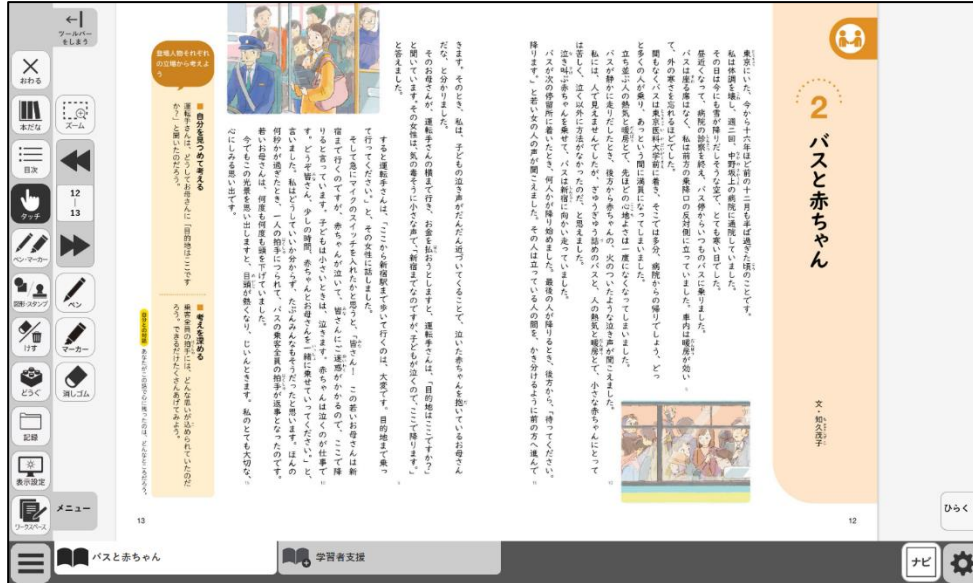 2 バスと赤ちゃん
文・知久茂子
東京にいた、今から十六年ほど前の十二月も半ば過ぎた頃のことです。
私は体調を壊し、週二回、中野坂上の病院に通院していました。
その日は今にも雪が降りだしそうな空で、とても寒い日でした。
昼近くなって、病院の診察を終え、バス停からいつものバスに乗りました。
バスは座る席はなく、私は前方の乗降口の反対側に立っていました。車内は暖房が効い
て、外の寒さを忘れるほどでした。
間もなくバスは東京医科大学前に着き、そこでは多分、病院からの帰りでしょう、どっ
と多くの人が乗り、あっという間に満員になってしまいました。
立ち並ぶ人の熱気と暖房とで、先ほどの心地よさは一度になくなってしまいました。
バスが静かに走りだしたとき、後方から赤ちゃんの、火のついたような泣き声が聞こえました。
私には、人で見えませんでしたが、ぎゅうぎゅう詰めのバスと、人の熱気と暖房とで、小さな赤ちゃんにとって
は苦しく、泣く以外に方法がなかったのだ、と思えました。
泣き叫ぶ赤ちゃんを乗せて、バスは新宿に向かい走っていました。
バスが次の停留所に着いたとき、何人かが降り始めました。最後の人が降りるとき、後方から、「待ってください。
降ります。」と若い女の人の声が聞こえました。その人は立っている人の間を、かき分けるように前の方へ進んで
12
きます。そのとき、私は、子どもの泣き声がだんだん近づいてくることで、泣いた赤ちゃんを抱いているお母さん
だな、と分かりました。
そのお母さんが、運転手さんの横まで行き、お金を払おうとしますと、運転手さんは、「目的地はここですか?」
と聞いています。その女性は、気の毒そうに小さな声で、「新宿までなのですが、子どもが泣くので、ここで降ります。」
と答えました。
すると運転手さんは、「ここから新宿駅まで歩いて行くのは、大変です。目的地まで乗っ
て行ってください。」と、その女性に話しました。
そして急にマイクのスイッチを入れたかと思うと、「皆さん! この若いお母さんは新
宿まで行くのですが、赤ちゃんが泣いて、皆さんにご迷惑がかかるので、ここで降
りると言っています。子どもは小さいときは、泣きます。赤ちゃんは泣くのが仕事で
す。どうぞ皆さん、少しの時間、赤ちゃんとお母さんを一緒に乗せていってください。」と、
言いました。私はどうしていいか分からず、たぶんみんなもそうだったと思います。ほんの
何秒かが過ぎたとき、一人の拍手につられて、バスの乗客全員の拍手が返事となったのです。
若いお母さんは、何度も何度も頭を下げていました。
今でもこの光景を思い出しますと、目頭が熱くなり、じいんときます。私のとても大切な、
心にしみる思い出です。
登場人物それぞれ
の立場から考えよ
う
■自分を見つめて考える
運転手さんは、どうしてお母さんに「目的地はここです
か?」と聞いたのだろう。
■考えを深める
乗客全員の拍手には、どんな思いが込められていたのだ
ろう。できるだけたくさんあげてみよう。
自分との対話 あなたがこの話で心に残ったのは、どんなところだろう。
13
ツールバー
をしまう
おわる
本だな
目次
タッチ
ペン・マーカー
図形・スタンプ
けす
どうぐ
記録
表示設定
ワークスペース
ズーム
12
13
ペン
マーカー
消しゴム
メニュー
ひらく
バスと赤ちゃん
学習者支援
ナビ